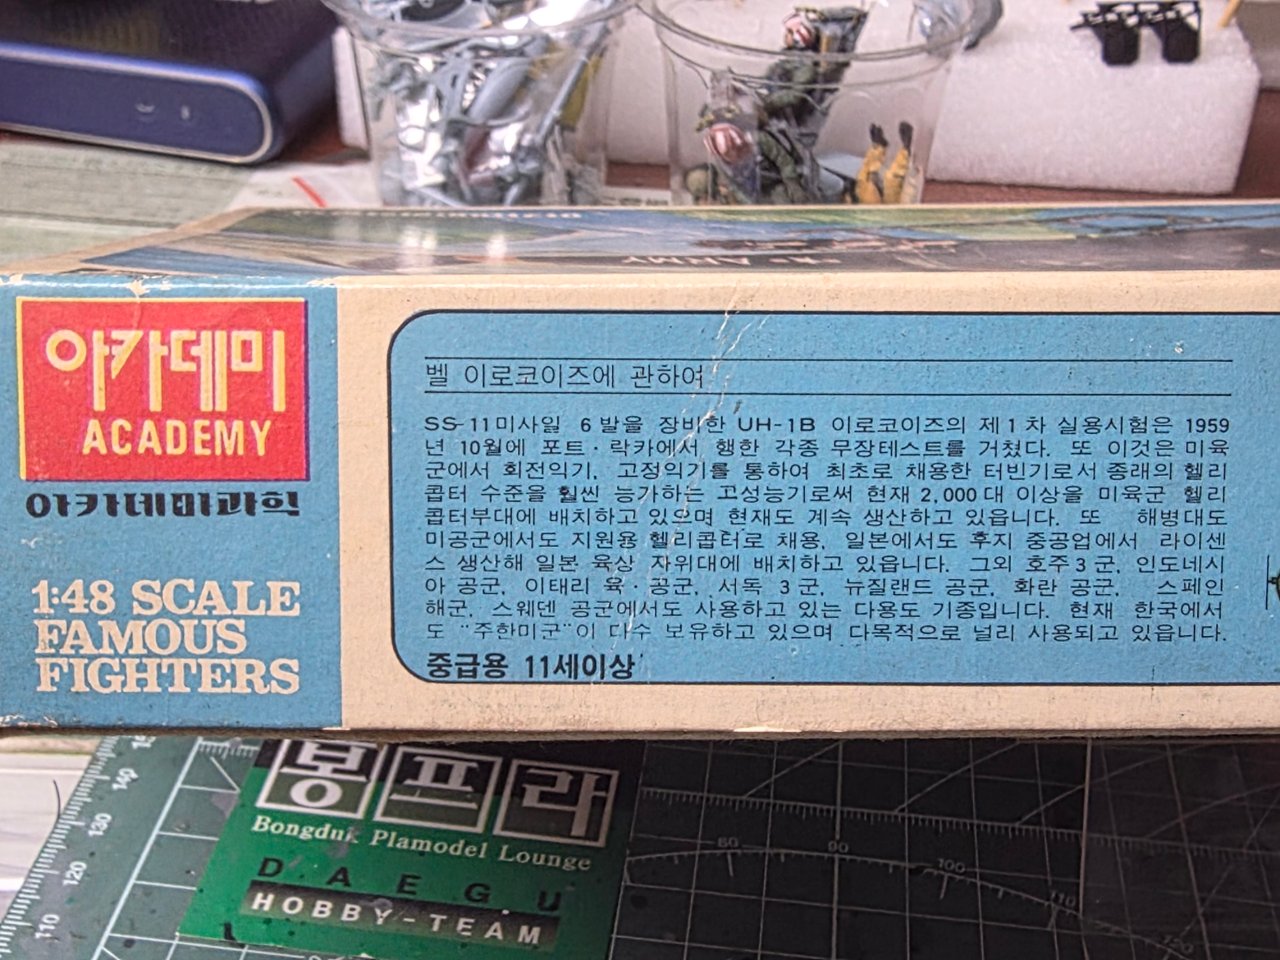 아카데미
ACADEMY
아카데미과학
1:48 SCALE
FAMOUS
FIGHTERS
벨 이로코이즈에 관하여
SS-11미사일 6발을 장비한 UH-1B 이로코이즈의 제1차 실용시험은 1959
년 10월에 포트·락카에서 행한 각종 무장테스트를 거쳤다. 또 이것은 미육
군에서 회전익기, 고정익기를 통하여 최초로 채용한 터빈기로서 종래의 헬리
콥터 수준을 훨씬 능가하는 고성능기로써 현재 2,000대 이상을 미육군 헬리
콥터부대에 배치하고 있으며 현재도 계속 생산하고 있읍니다. 또 해병대도
미공군에서도 지원용 헬리콥터로 채용, 일본에서도 후지 중공업에서 라이센
스 생산해 일본 육상 자위대에 배치하고 있읍니다. 그외 호주3군, 인도네시
아 공군, 이태리 육·공군, 서독 3군, 뉴질랜드 공군, 화란 공군, 스페인
해군, 스웨덴 공군에서도 사용하고 있는 다용도 기종입니다. 현재 한국에서
도 "주한미군"이 다수 보유하고 있으며 다목적으로 널리 사용되고 있읍니다.
중급용 11세이상
봉프라
Bongduk Plamodel Lounge
DAEGU
HOBBY-TEAM
140
130
120
110
80
90
100
110
120